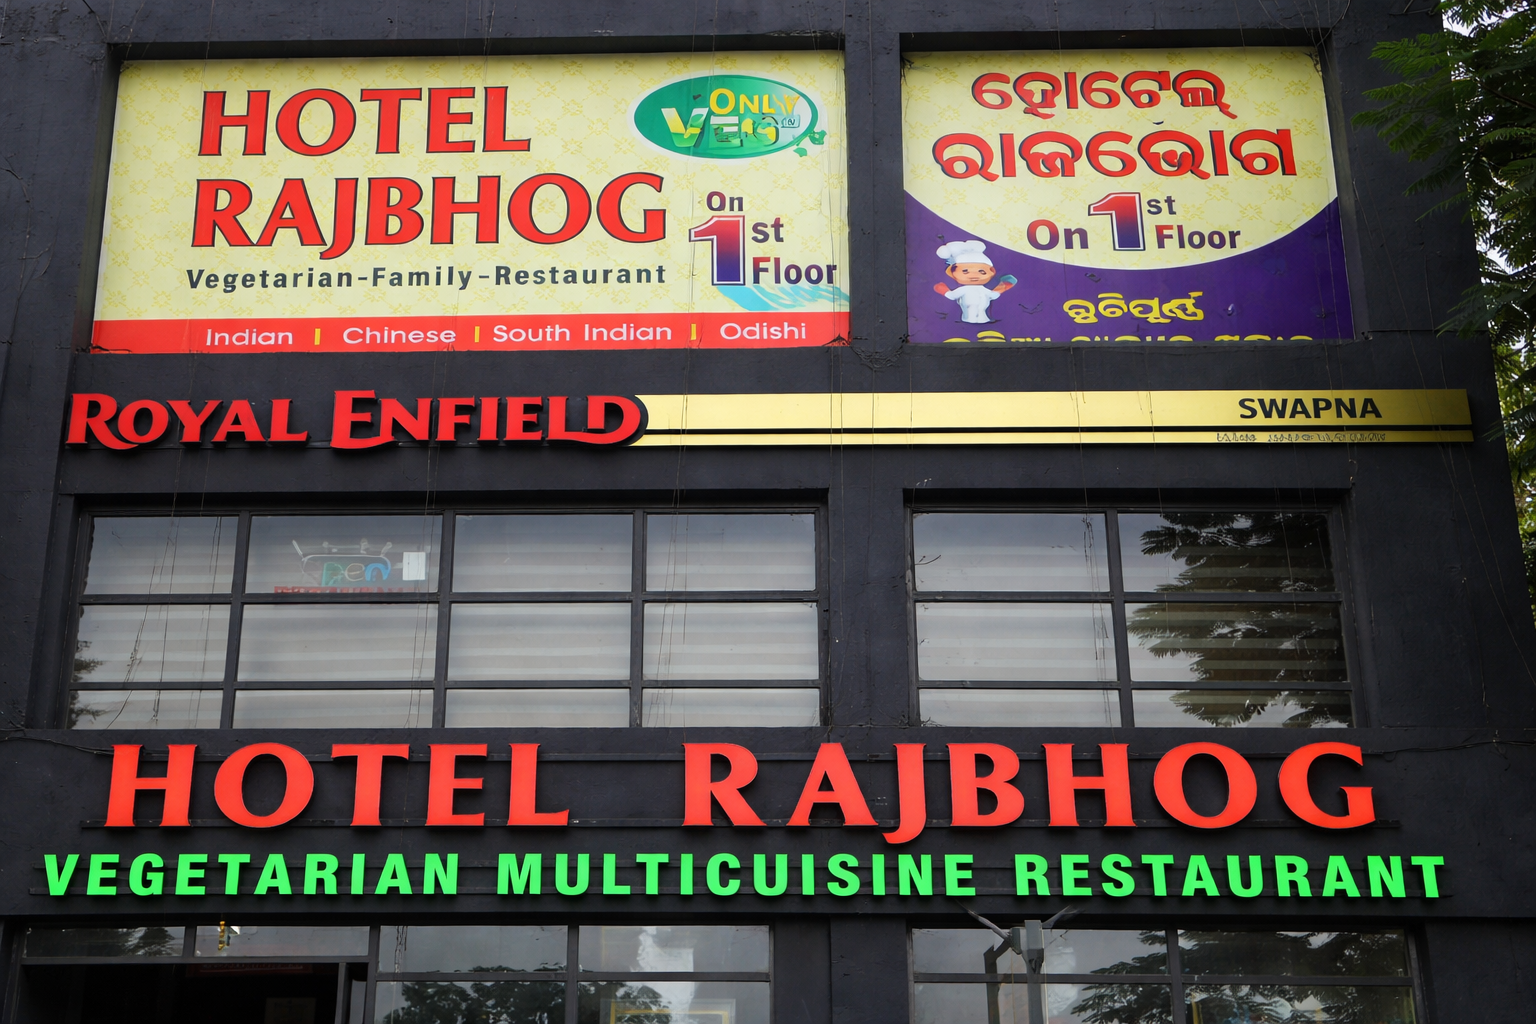 HOTEL
RAJBHOG
ONLY
VEG
On
1st
Floor
Vegetarian-Family-Restaurant
Indian | Chinese | South Indian | Odishi
ହୋଟେଲ୍
ରାଜଭୋଗ
On 1st Floor
ରୁଚିପୂର୍ଣ୍ଣ
ROYAL ENFIELD
SWAPNA
HOTEL RAJBHOG
VEGETARIAN MULTICUISINE RESTAURANT